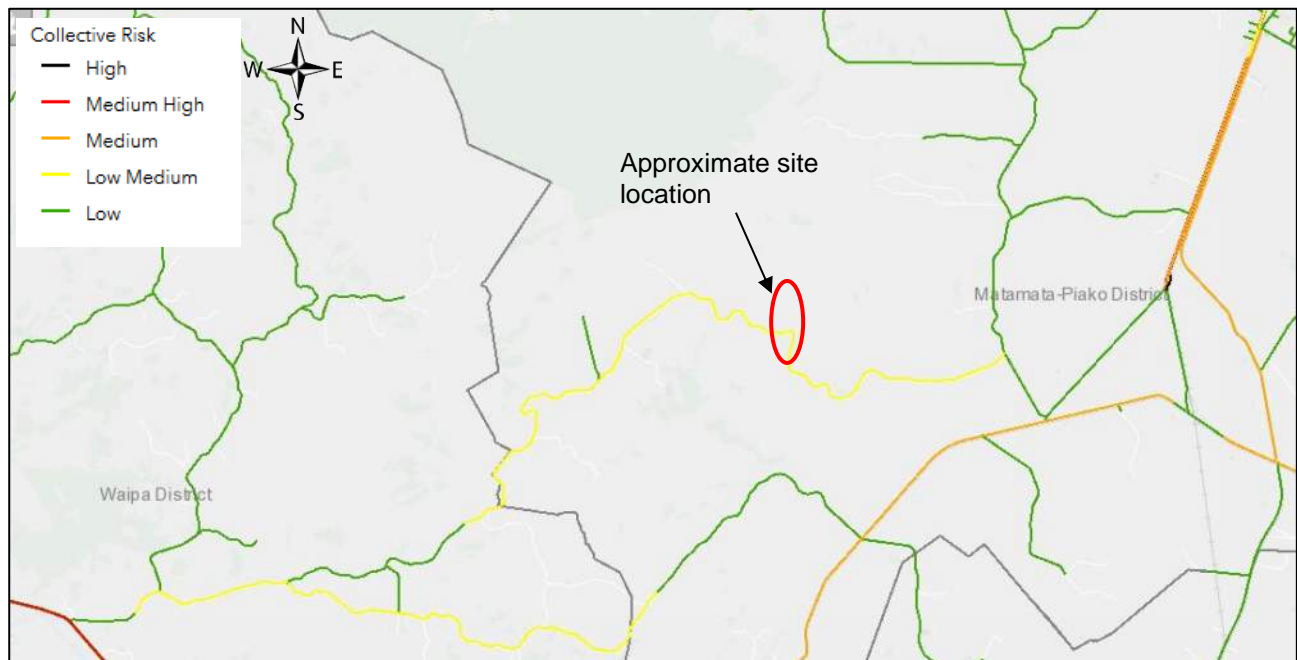 Collective Risk
High
Medium High
Medium
Low Medium
Low
N
W E
S
Approximate site
location
Matamata-Piako District
Waipa District